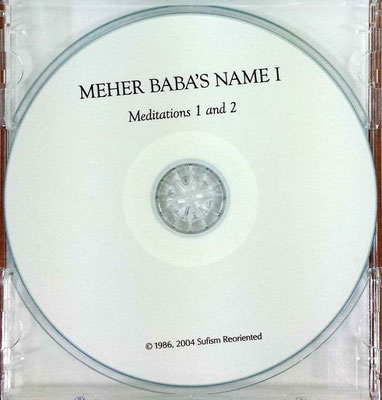 MEHER BABA'S NAME I
Meditations 1 and 2
© 1986, 2004 Sufism Reoriented